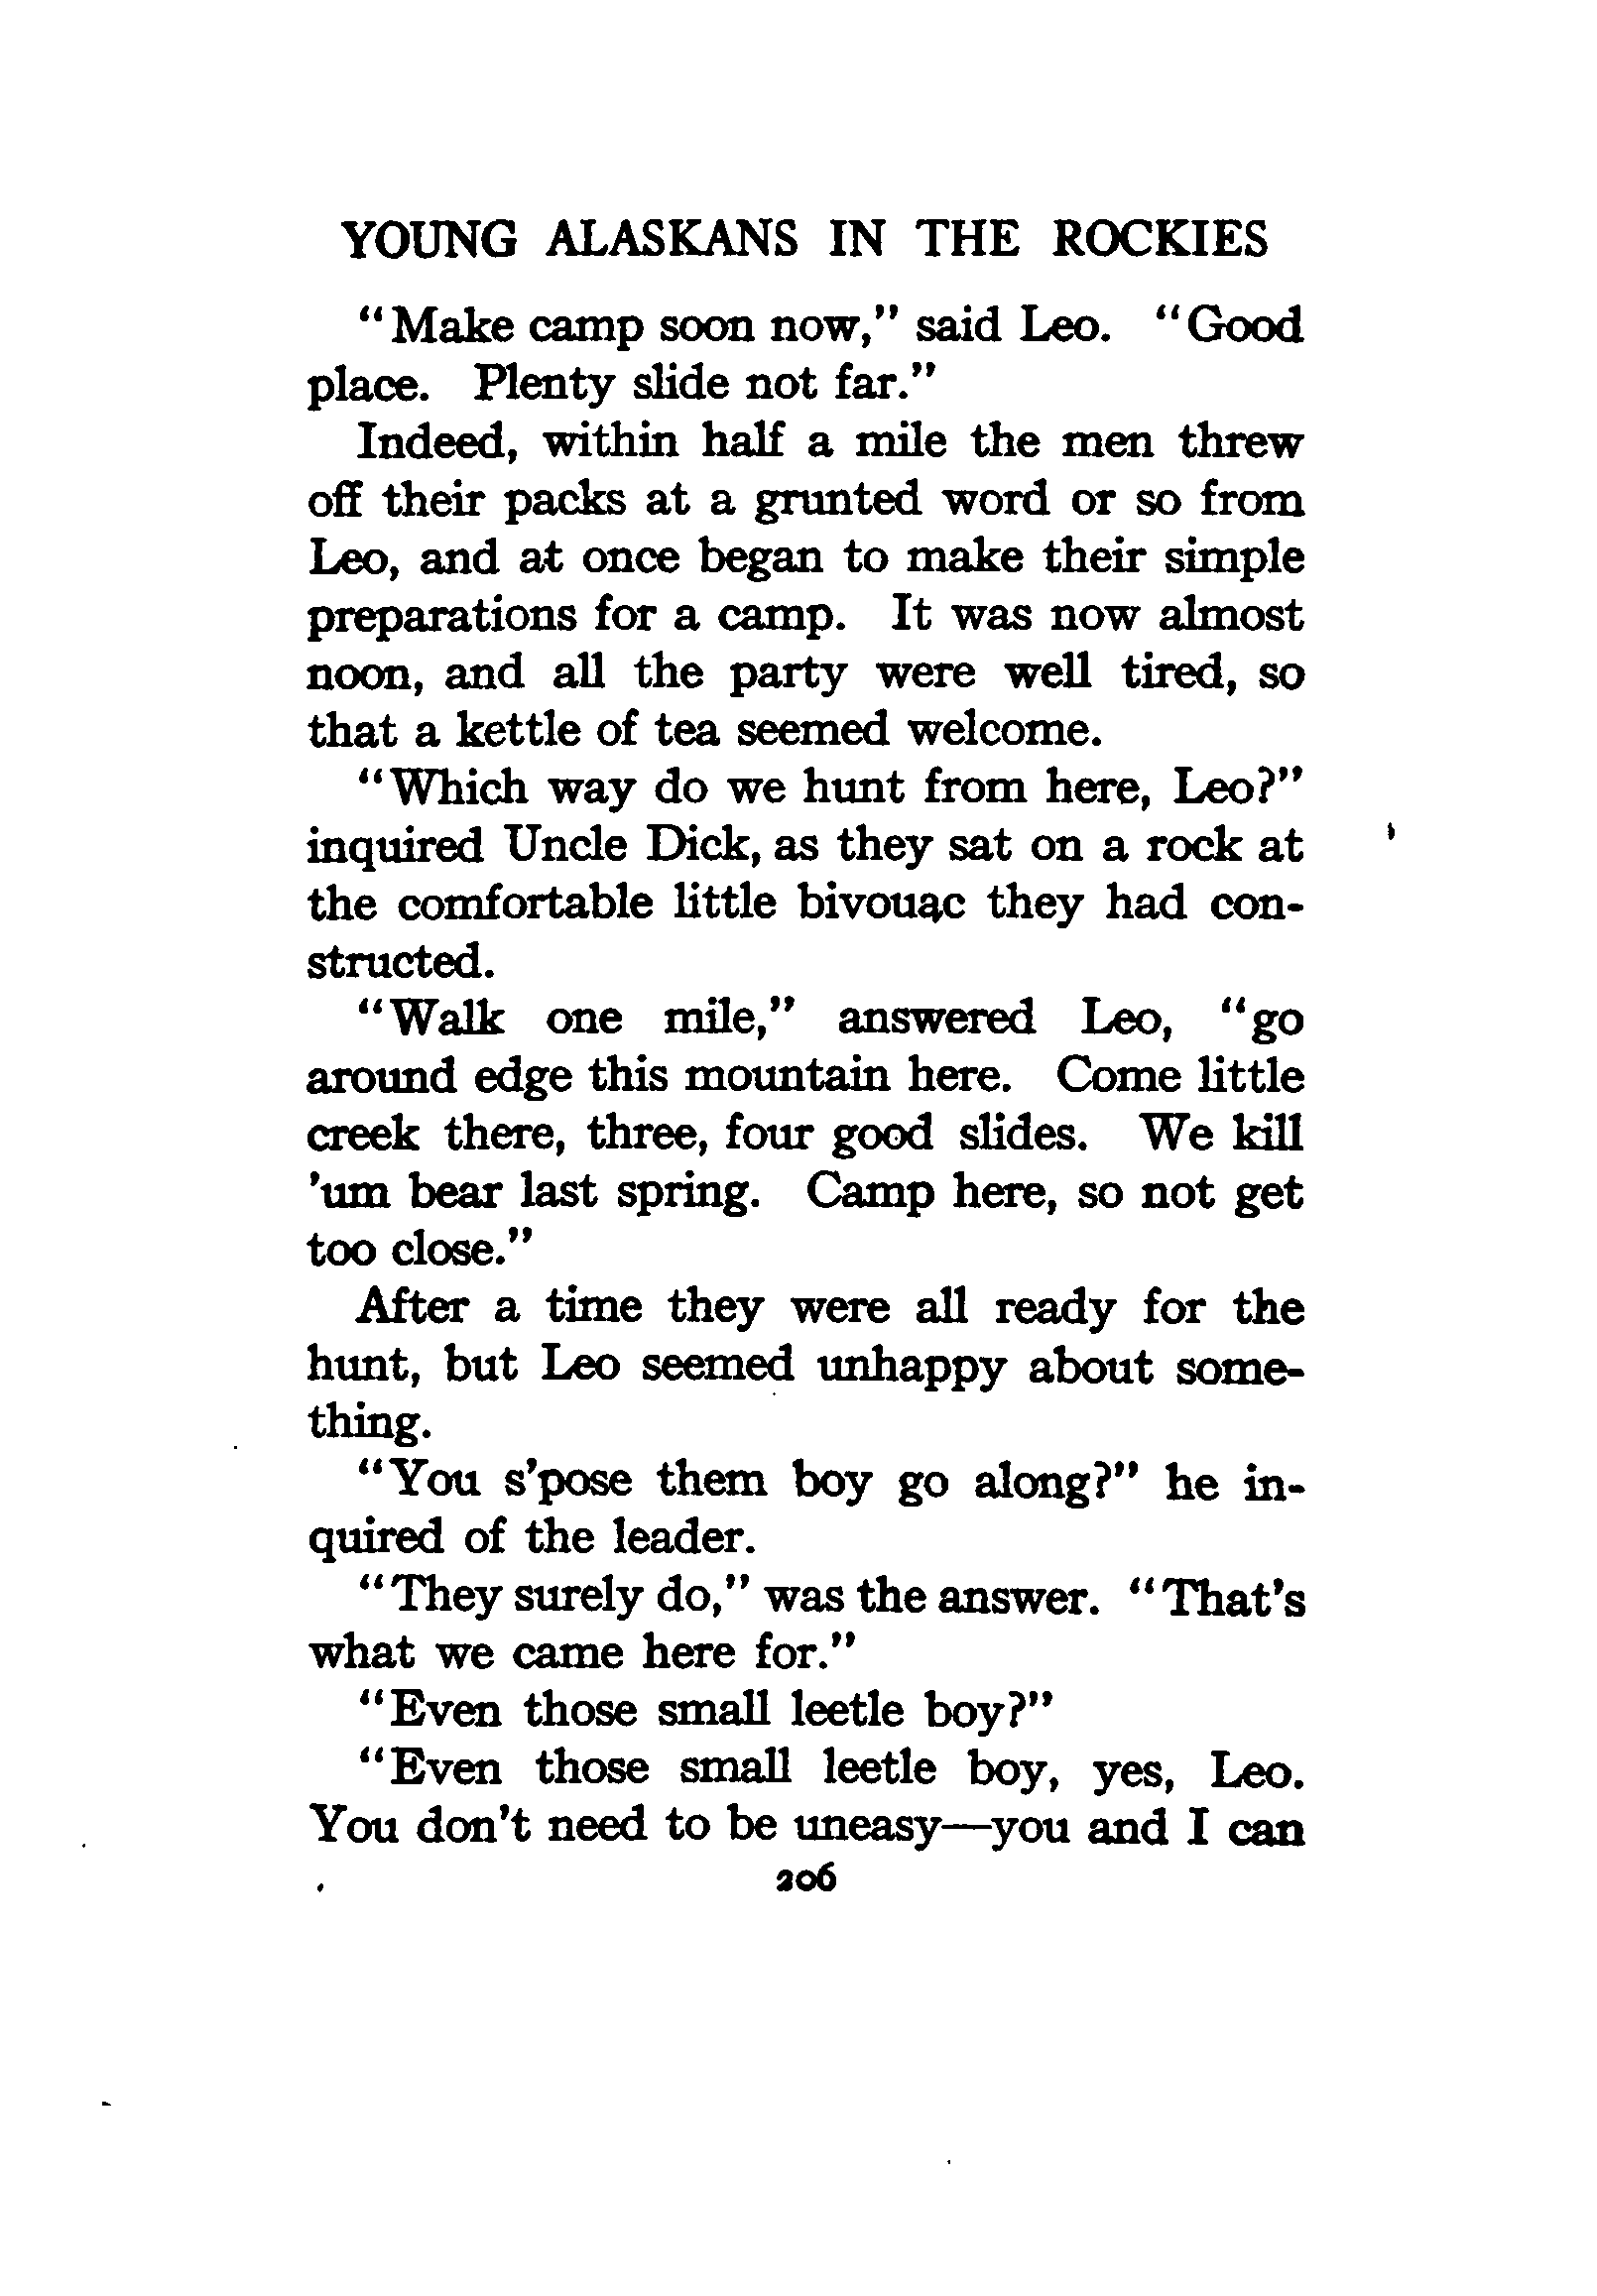 YOUNG ALASKANS IN THE ROCKIES
"Make camp soon now," said Leo. "Good
place. Plenty slide not far."
Indeed, within half a mile the men threw
off their packs at a grunted word or so from
Leo, and at once began to make their simple
preparations for a camp. It was now almost
noon, and all the party were well tired, so
that a kettle of tea seemed welcome.
"Which way do we hunt from here, Leo?"
inquired Uncle Dick, as they sat on a rock at
the comfortable little bivouac they had con-
structed.
"Walk one mile," answered Leo, "go
around edge this mountain here. Come little
creek there, three, four good slides. We kill
'um bear last spring. Camp here, so not get
too close."
After a time they were all ready for the
hunt, but Leo seemed unhappy about some-
thing.
"You s'pose them boy go along?" he in-
quired of the leader.
"They surely do," was the answer. "That's
what we came here for."
"Even those small leetle boy?"
"Even those small leetle boy, yes, Leo.
You don't need to be uneasy—you and I can
206